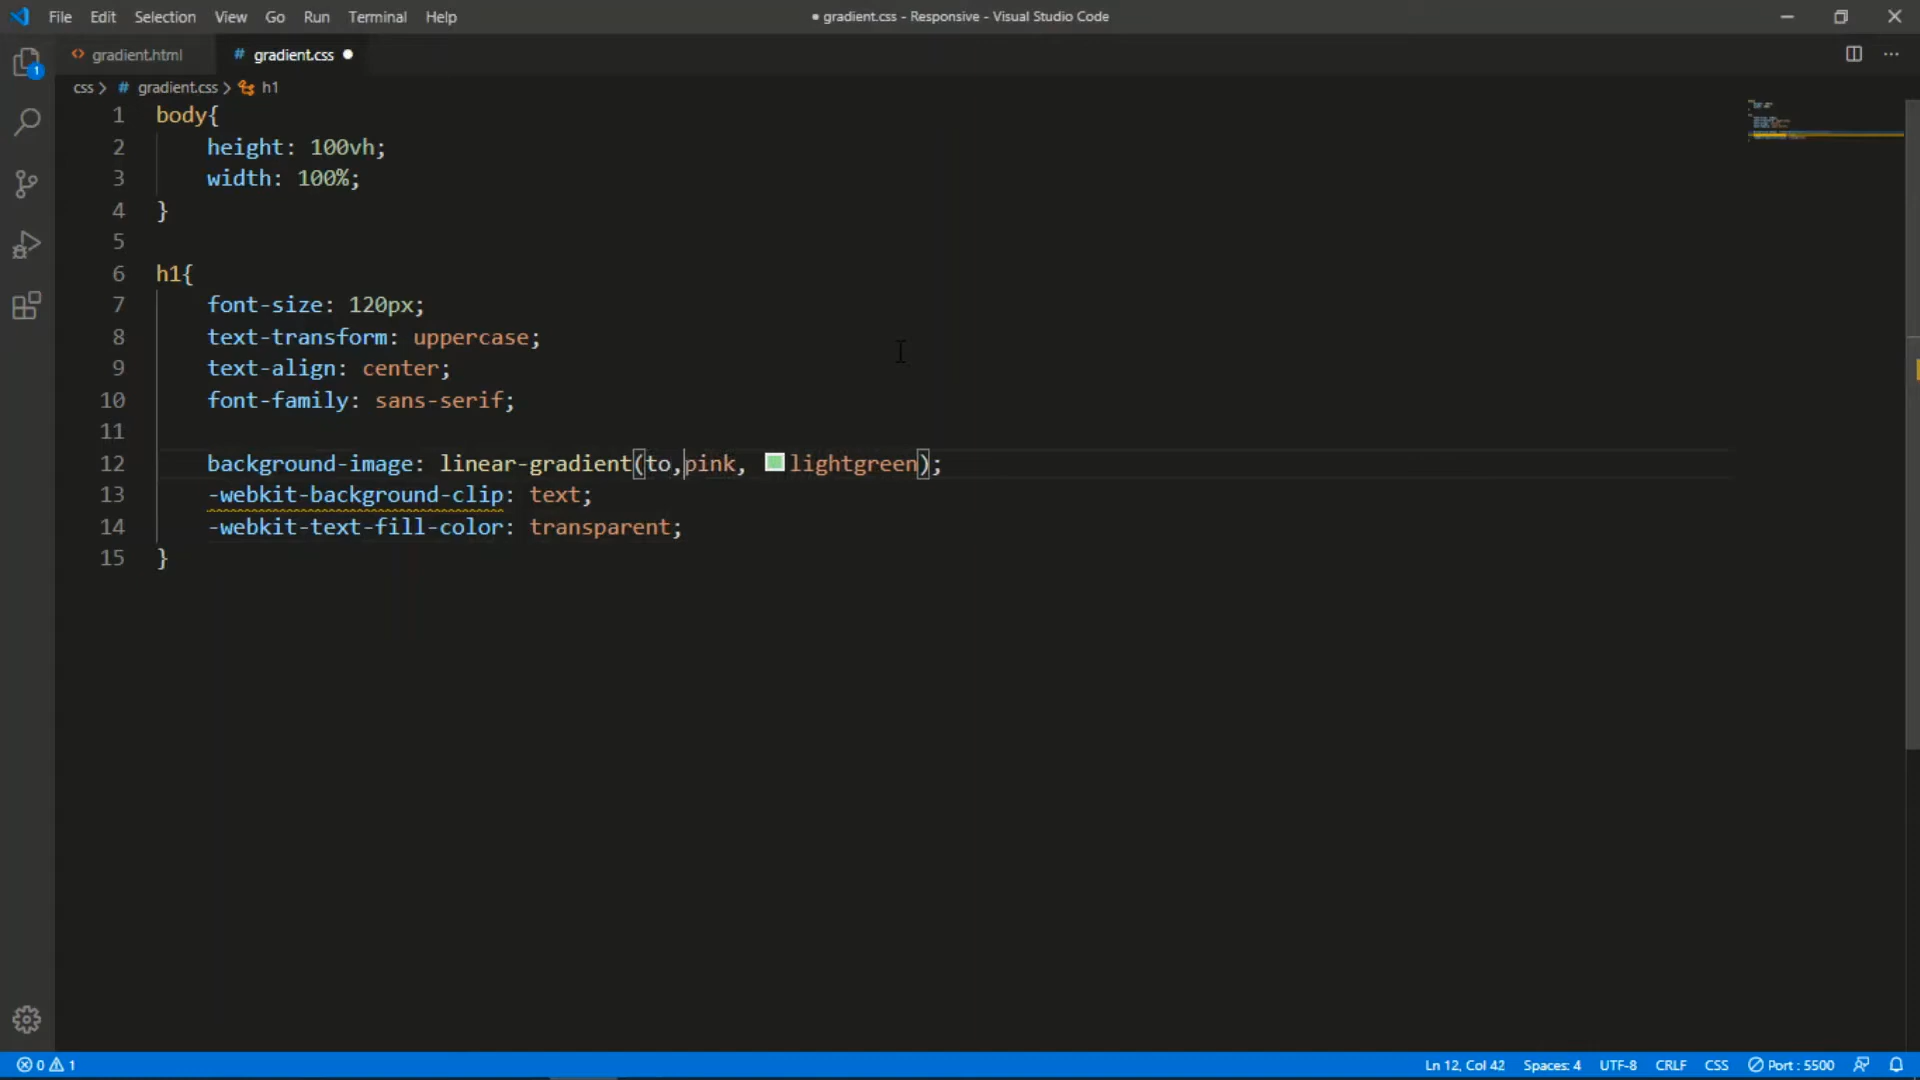 File Edit Selection View Go Run Terminal Help
● gradient.css - Responsive - Visual Studio Code
<> gradient.html
# gradient.css ●
css > # gradient.css > h1
1 body{
2     height: 100vh;
3     width: 100%;
4 }
5
6 h1{
7     font-size: 120px;
8     text-transform: uppercase;
9     text-align: center;
10     font-family: sans-serif;
11
12     background-image: linear-gradient(to,pink, lightgreen);
13     -webkit-background-clip: text;
14     -webkit-text-fill-color: transparent;
15 }
1
0 1
Ln 12, Col 42 Spaces: 4 UTF-8 CRLF CSS Port : 5500